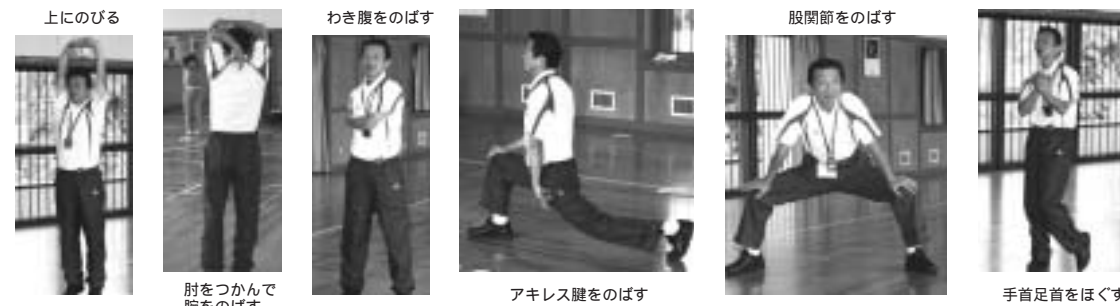 上にのびる
肘をつかんで
腕をのばす
わき腹をのばす
アキレス腱をのばす
股関節をのばす
手首足首をほぐす